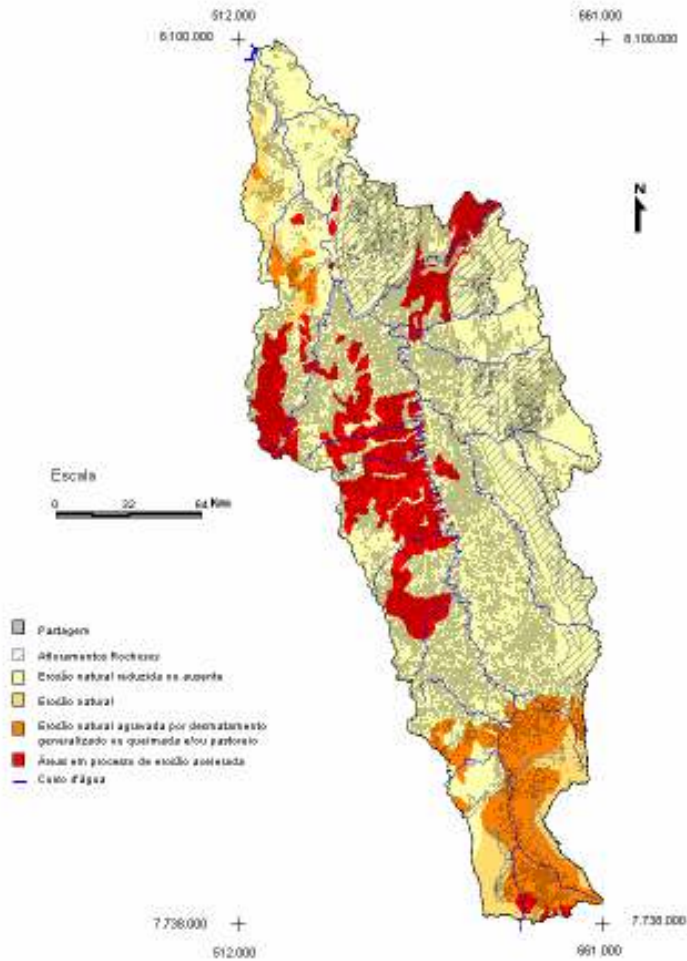 512.000 661.000
8.100.000 8.100.000
N
Escala
0 32 64 Km
Pastagem
Afloramentos Rochosos
Erosão natural reduzida ou ausente
Erosão natural
Erosão natural agravada por desmatamento
generalizado ou queimada e/ou pastoreio
Áreas em processo de erosão acelerada
Curso d'água
7.738.000 7.738.000
512.000 661.000